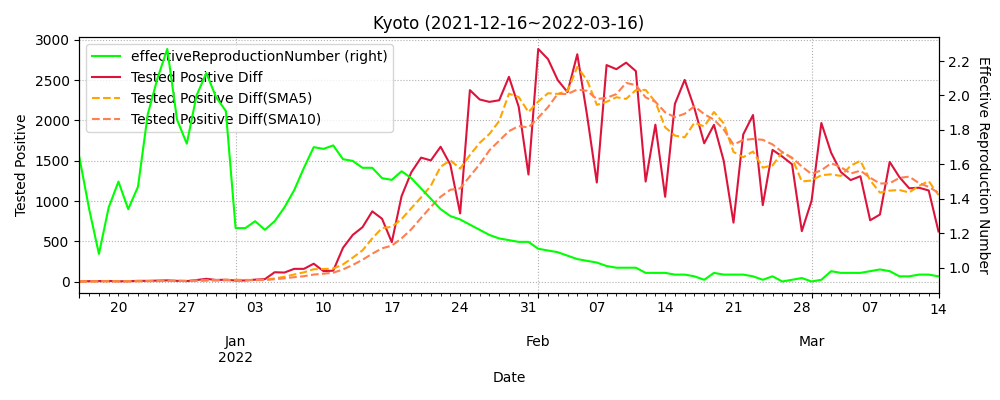 Kyoto (2021-12-16~2022-03-16)
effectiveReproductionNumber (right)
Tested Positive Diff
Tested Positive Diff(SMA5)
Tested Positive Diff(SMA10)
Tested Positive
3000
2500
2000
1500
1000
500
0
Effective Reproduction Number
2.2
2.0
1.8
1.6
1.4
1.2
1.0
20 27 03 10 17 24 31 07 14 21 28 07 14
Jan Feb Mar
2022
Date